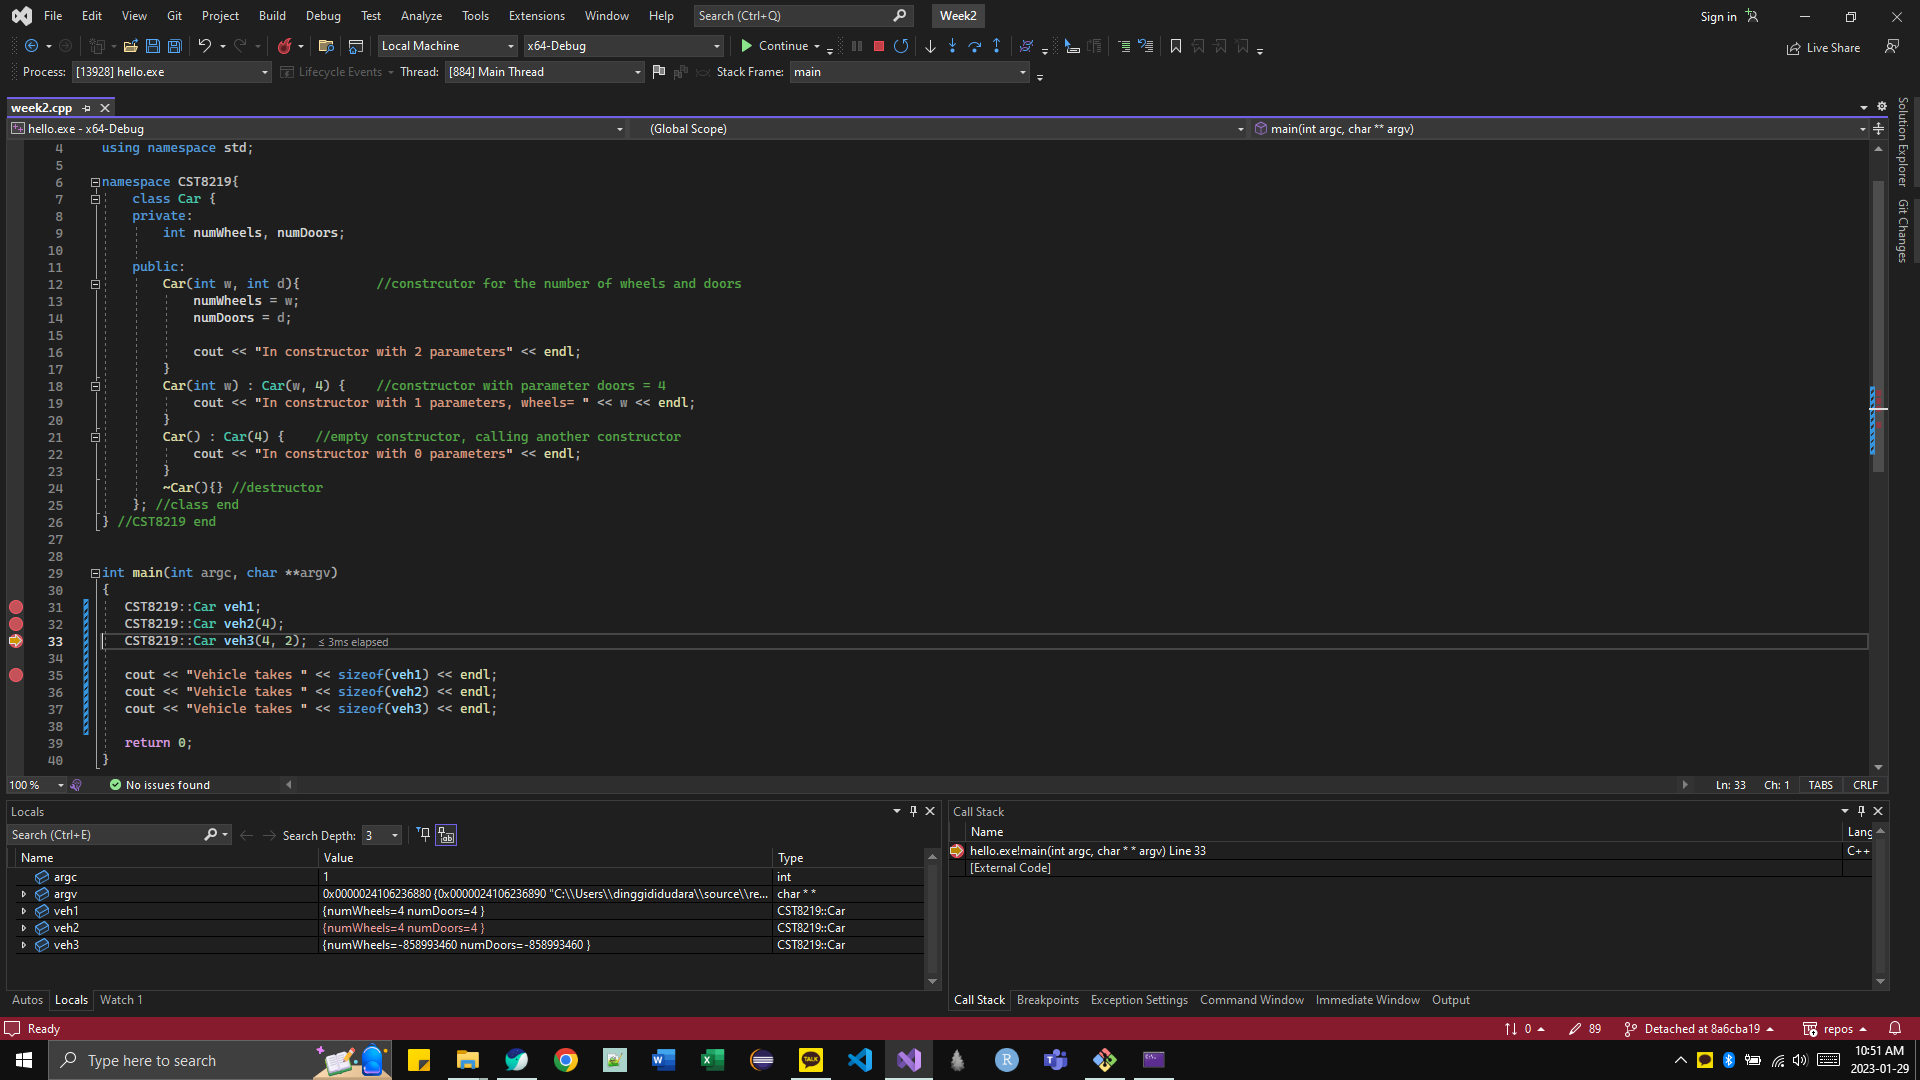 File Edit View Git Project Build Debug Test Analyze Tools Extensions Window Help Search (Ctrl+Q) Week2 Sign in
Local Machine x64-Debug Continue Live Share
Process: [13928] hello.exe Lifecycle Events Thread: [884] Main Thread Stack Frame: main
week2.cpp
hello.exe - x64-Debug (Global Scope) main(int argc, char ** argv)
Solution Explorer
Git Changes
4 using namespace std;
5
6 namespace CST8219{
7 class Car {
8 private:
9 int numWheels, numDoors;
10
11 public:
12 Car(int w, int d){ //constrcutor for the number of wheels and doors
13 numWheels = w;
14 numDoors = d;
15
16 cout << "In constructor with 2 parameters" << endl;
17 }
18 Car(int w) : Car(w, 4) { //constructor with parameter doors = 4
19 cout << "In constructor with 1 parameters, wheels= " << w << endl;
20 }
21 Car() : Car(4) { //empty constructor, calling another constructor
22 cout << "In constructor with 0 parameters" << endl;
23 }
24 ~Car(){} //destructor
25 }; //class end
26 } //CST8219 end
27
28
29 int main(int argc, char **argv)
30 {
31 CST8219::Car veh1;
32 CST8219::Car veh2(4);
33 CST8219::Car veh3(4, 2); ≤ 3ms elapsed
34
35 cout << "Vehicle takes " << sizeof(veh1) << endl;
36 cout << "Vehicle takes " << sizeof(veh2) << endl;
37 cout << "Vehicle takes " << sizeof(veh3) << endl;
38
39 return 0;
40 }
100 % No issues found Ln: 33 Ch: 1 TABS CRLF
Locals
Search (Ctrl+E) Search Depth: 3
Name Value Type
argc 1 int
argv 0x0000024106236880 {0x0000024106236890 "C:\\Users\\dinggididudara\\source\\re... char * *
veh1 {numWheels=4 numDoors=4 } CST8219::Car
veh2 {numWheels=4 numDoors=4 } CST8219::Car
veh3 {numWheels=-858993460 numDoors=-858993460 } CST8219::Car
Autos Locals Watch 1
Call Stack
Name Lang
hello.exe!main(int argc, char * * argv) Line 33 C++
[External Code]
Call Stack Breakpoints Exception Settings Command Window Immediate Window Output
Ready 0 89 Detached at 8a6cba19 repos
Type here to search TALK 10:51 AM
2023-01-29